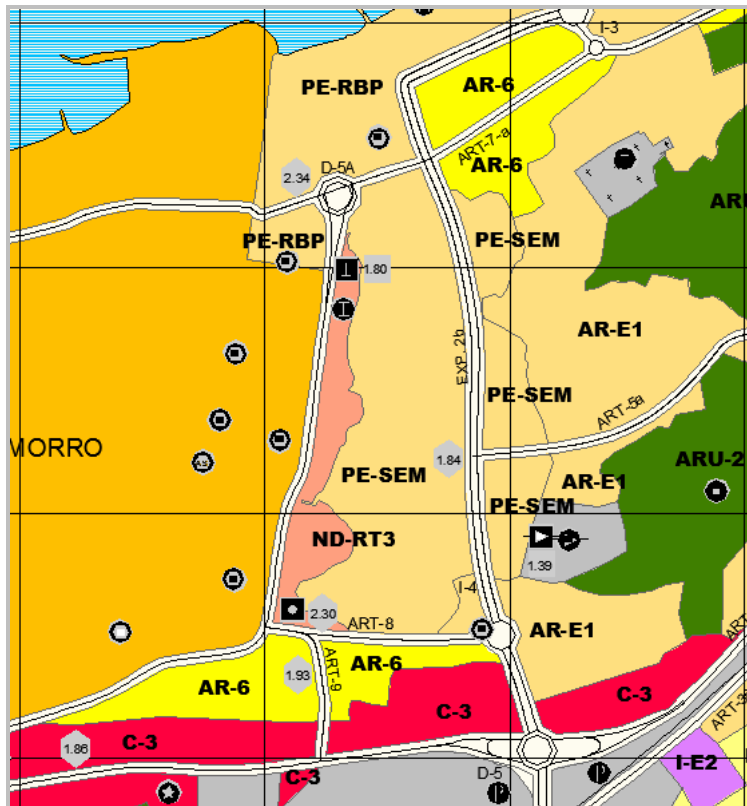 I-3
PE-RBP
AR-6
ART-7-a
D-5A
2.34
AR-6
PE-RBP
PE-SEM
1.80
AR-E1
EXP. 2b
PE-SEM
ART-5a
MORRO
1.84
ARU-2
PE-SEM
AR-E1
PE-SEM
ND-RT3
1.39
I-4
2.30
ART-8
AR-E1
AR-6
ART-9
1.93
AR-6
C-3
C-3
C-3
1.86
C-3
I-E2
D-5